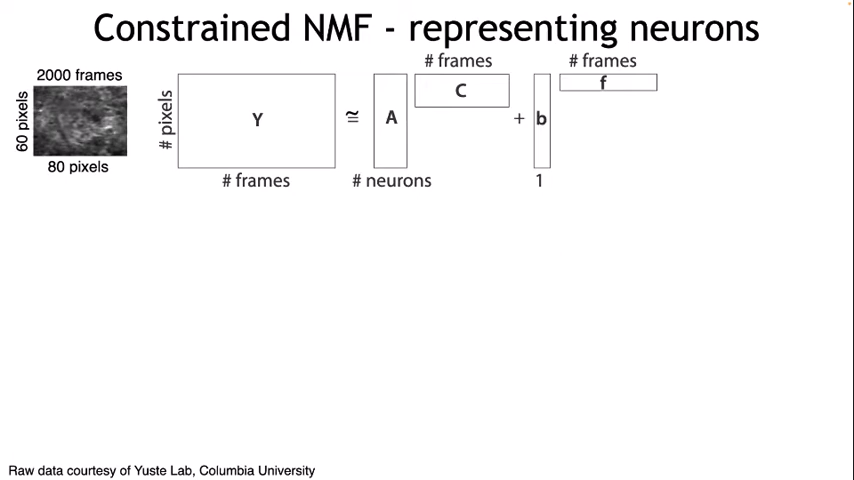 Constrained NMF - representing neurons
# frames
# frames
2000 frames
60 pixels
80 pixels
# pixels
Y
≅
A
C
+
b
f
# frames
# neurons
1
Raw data courtesy of Yuste Lab, Columbia University